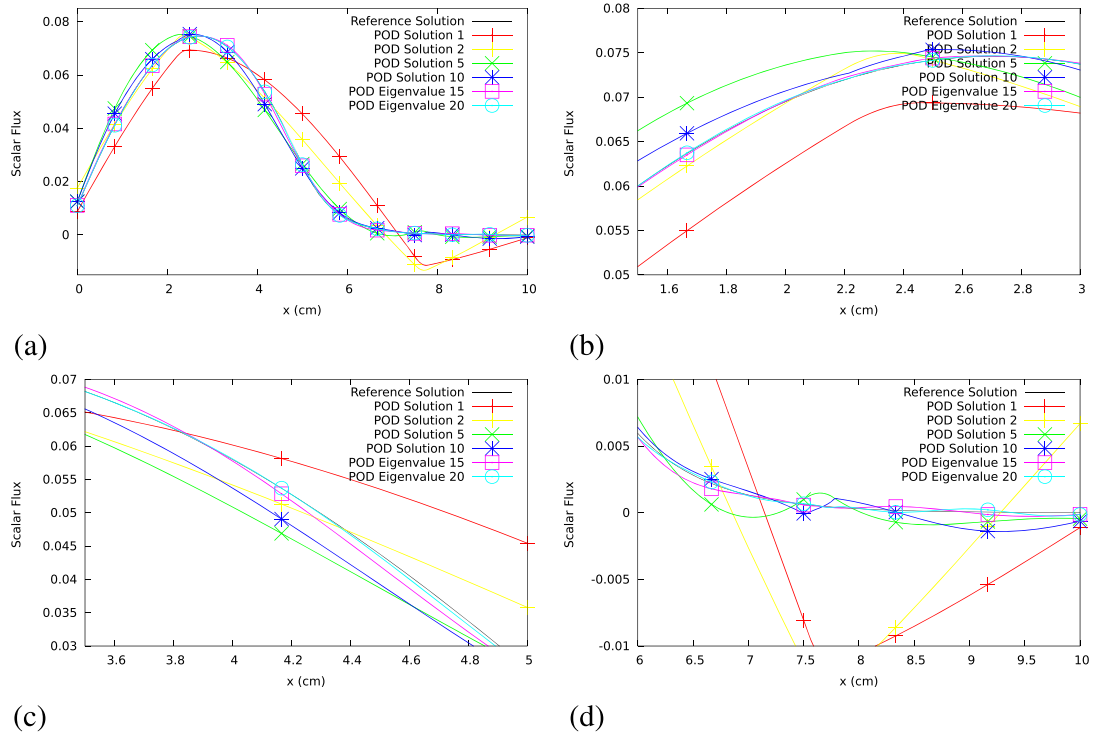 0.08
0.06
0.04
0.02
0
0
2
4
6
8
10
Scalar Flux
x (cm)
Reference Solution
POD Solution 1
POD Solution 2
POD Solution 5
POD Solution 10
POD Eigenvalue 15
POD Eigenvalue 20
(a)
0.08
0.075
0.07
0.065
0.06
0.055
0.05
1.6
1.8
2
2.2
2.4
2.6
2.8
3
Scalar Flux
x (cm)
Reference Solution
POD Solution 1
POD Solution 2
POD Solution 5
POD Solution 10
POD Eigenvalue 15
POD Eigenvalue 20
(b)
0.07
0.065
0.06
0.055
0.05
0.045
0.04
0.035
0.03
3.6
3.8
4
4.2
4.4
4.6
4.8
5
Scalar Flux
x (cm)
Reference Solution
POD Solution 1
POD Solution 2
POD Solution 5
POD Solution 10
POD Eigenvalue 15
POD Eigenvalue 20
(c)
0.01
0.005
0
-0.005
-0.01
6
6.5
7
7.5
8
8.5
9
9.5
10
Scalar Flux
x (cm)
Reference Solution
POD Solution 1
POD Solution 2
POD Solution 5
POD Solution 10
POD Eigenvalue 15
POD Eigenvalue 20
(d)